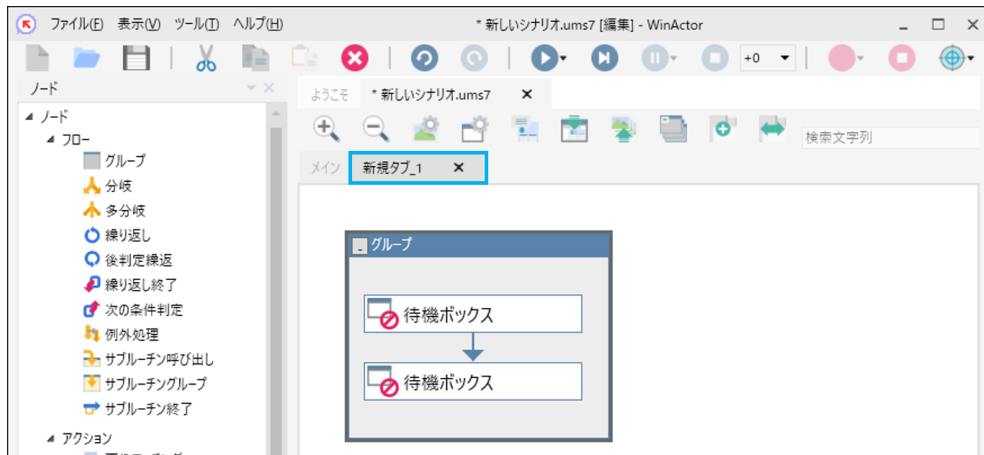 ファイル(F) 表示(V) ツール(T) ヘルプ(H) * 新しいシナリオ.ums7 [編集] - WinActor
+0
ノード
ようこそ * 新しいシナリオ.ums7
検索文字列
メイン 新規タブ_1
ノード
フロー
グループ
分岐
多分岐
繰り返し
後判定繰返
繰り返し終了
次の条件判定
例外処理
サブルーチン呼び出し
サブルーチングループ
サブルーチン終了
アクション
グループ
待機ボックス
待機ボックス